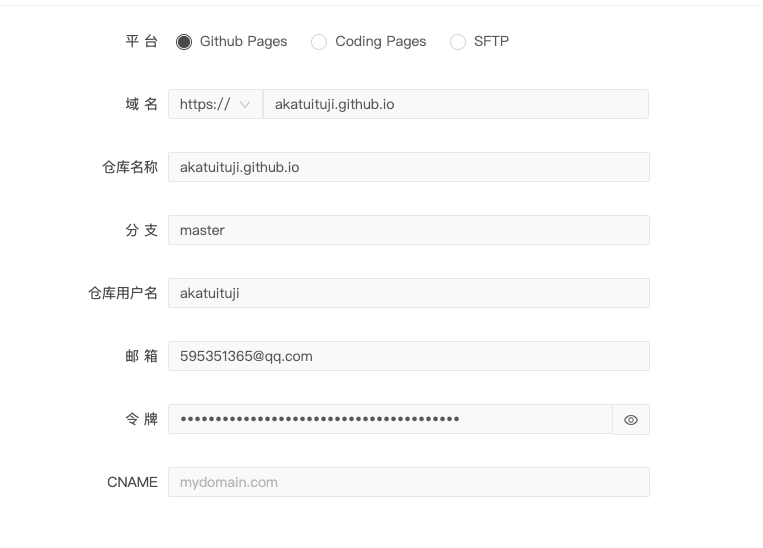 平 台 Github Pages Coding Pages SFTP
域 名 https:// akatuituji.github.io
仓库名称 akatuituji.github.io
分 支 master
仓库用户名 akatuituji
邮 箱 595351365@qq.com
令 牌 ••••••••••••••••••••••••••••••••••••••••
CNAME mydomain.com